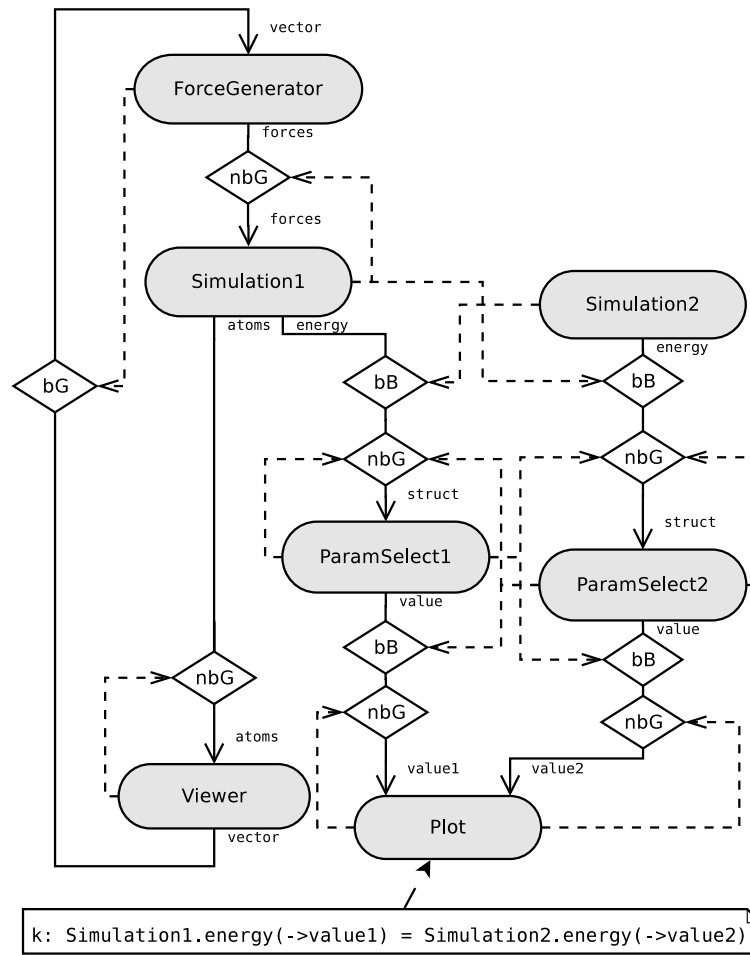 vector
ForceGenerator
forces
nbG
forces
Simulation1
Simulation2
atoms
energy
energy
bG
bB
bB
nbG
nbG
struct
struct
ParamSelect1
ParamSelect2
value
value
bB
bB
nbG
nbG
nbG
atoms
value1
value2
Viewer
Plot
vector
k: Simulation1.energy(->value1) = Simulation2.energy(->value2)